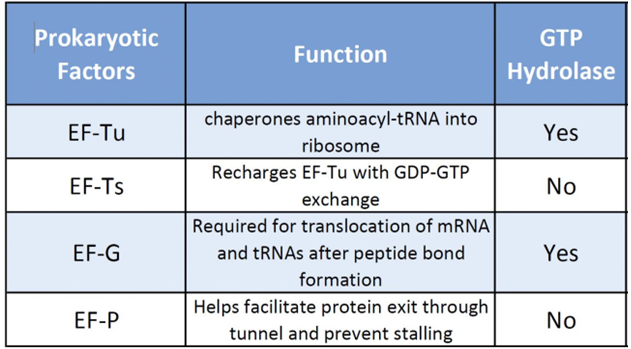 Prokaryotic
Factors
Function
GTP
Hydrolase
EF-Tu
chaperones aminoacyl-tRNA into
ribosome
Yes
EF-Ts
Recharges EF-Tu with GDP-GTP
exchange
No
EF-G
Required for translocation of mRNA
and tRNAs after peptide bond
formation
Yes
EF-P
Helps facilitate protein exit through
tunnel and prevent stalling
No